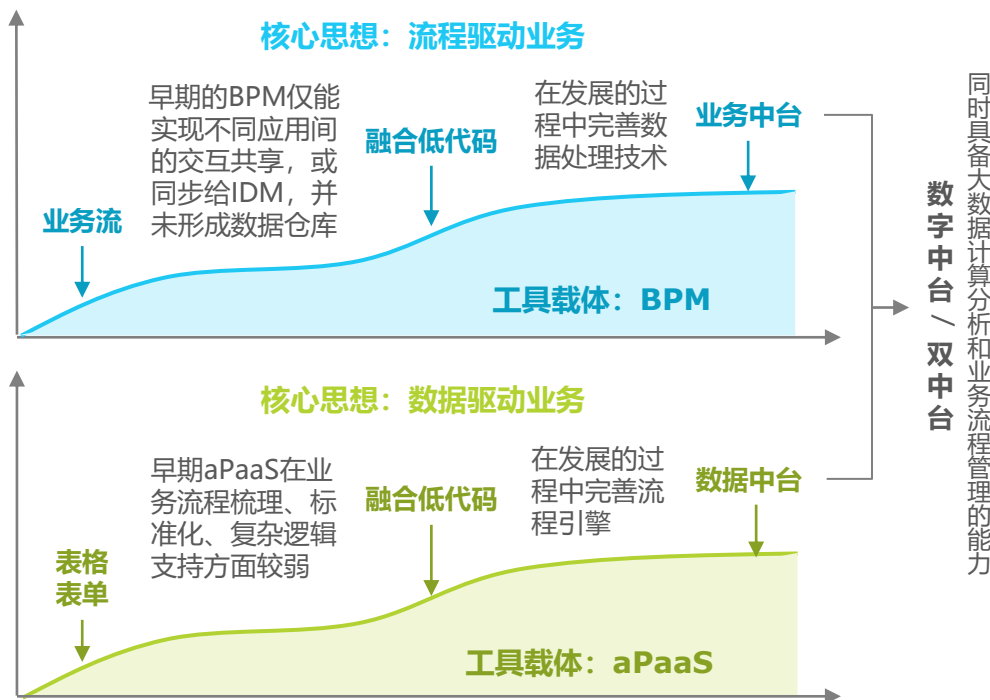 核心思想：流程驱动业务
早期的BPM仅能
实现不同应用间
的交互共享，或
同步给IDM，并
未形成数据仓库
在发展的过
程中完善数
据处理技术
业务中台
融合低代码
业务流
工具载体：BPM
核心思想：数据驱动业务
早期aPaaS在业
务流程梳理、标
准化、复杂逻辑
支持方面较弱
在发展的过
程中完善流
程引擎
数据中台
融合低代码
表格
表单
工具载体：aPaaS
数字中台/双中台
同时具备大数据计算分析和业务流程管理的能力